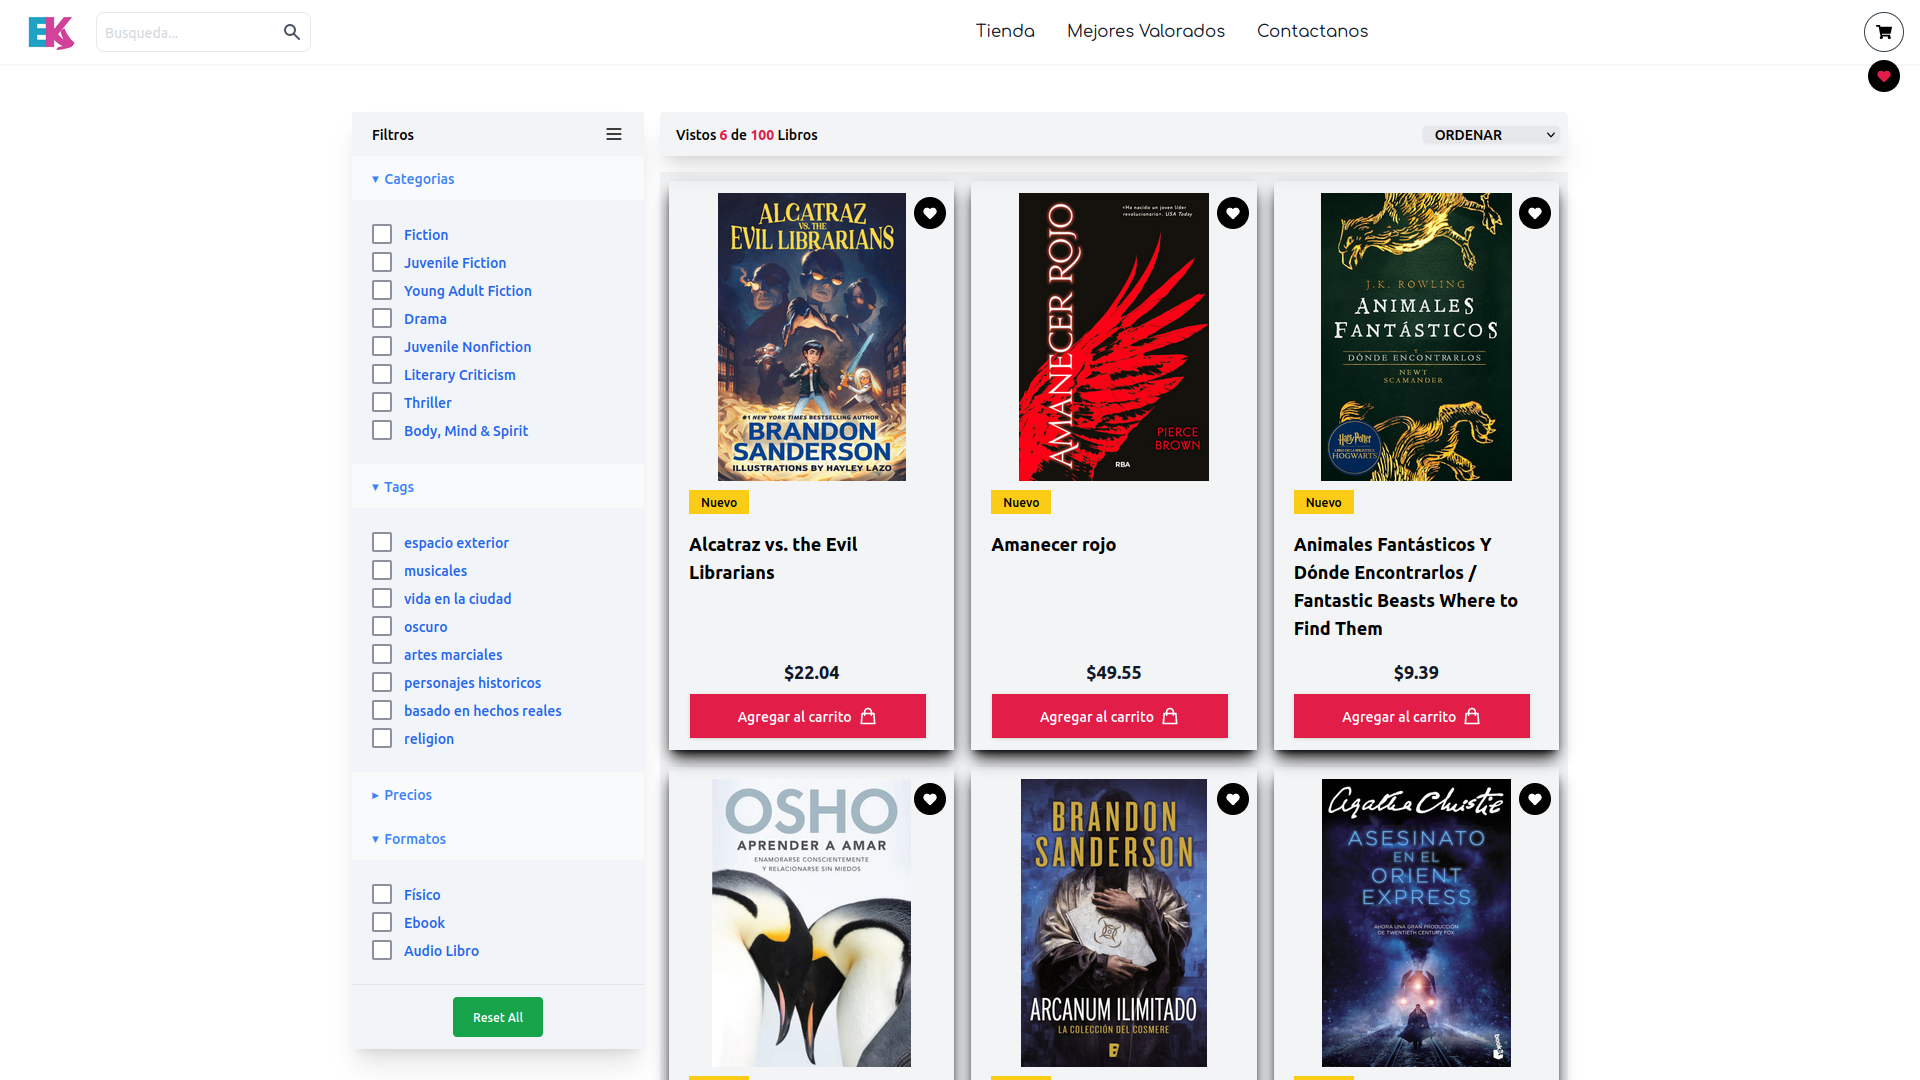 EK
Busqueda...
Tienda
Mejores Valorados
Contactanos
Filtros
▾ Categorias
Fiction
Juvenile Fiction
Young Adult Fiction
Drama
Juvenile Nonfiction
Literary Criticism
Thriller
Body, Mind & Spirit
▾ Tags
espacio exterior
musicales
vida en la ciudad
oscuro
artes marciales
personajes historicos
basado en hechos reales
religion
▸ Precios
▾ Formatos
Físico
Ebook
Audio Libro
Reset All
Vistos 6 de 100 Libros
ORDENAR
ALCATRAZ
VS. THE
EVIL LIBRARIANS
#1 NEW YORK TIMES BESTSELLING AUTHOR
BRANDON
SANDERSON
ILLUSTRATIONS BY HAYLEY LAZO
Nuevo
Alcatraz vs. the Evil
Librarians
$22.04
Agregar al carrito
«Ha nacido un joven líder
revolucionario». USA Today
AMANECER ROJO
PIERCE
BROWN
RBA
Nuevo
Amanecer rojo
$49.55
Agregar al carrito
J.K. ROWLING
ANIMALES
FANTÁSTICOS
Y
DÓNDE ENCONTRARLOS
NEWT
SCAMANDER
Harry Potter
LIBRO DE LA BIBLIOTECA
HOGWARTS
Nuevo
Animales Fantásticos Y
Dónde Encontrarlos /
Fantastic Beasts Where to
Find Them
$9.39
Agregar al carrito
OSHO
APRENDER A AMAR
ENAMORARSE CONSCIENTEMENTE
Y RELACIONARSE SIN MIEDOS
BRANDON
SANDERSON
ARCANUM ILIMITADO
LA COLECCIÓN DEL COSMERE
B
Agatha Christie
ASESINATO
EN EL
ORIENT
EXPRESS
AHORA UNA GRAN PRODUCCIÓN
DE TWENTIETH CENTURY FOX
booket